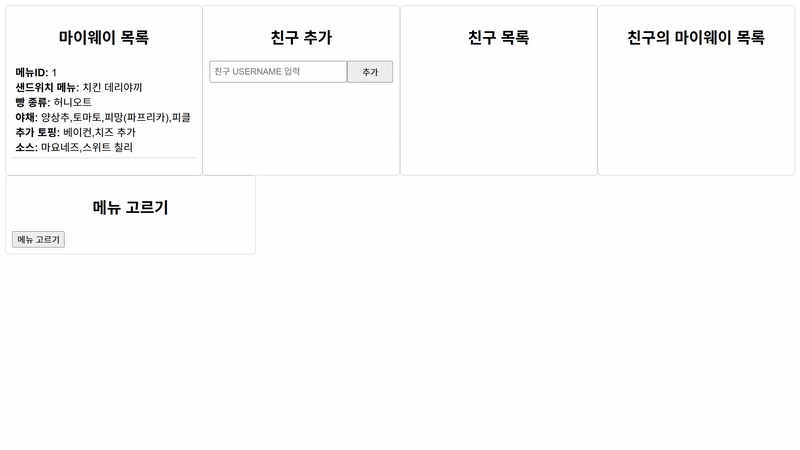 마이웨이 목록
메뉴ID: 1
샌드위치 메뉴: 치킨 데리야끼
빵 종류: 허니오트
야채: 양상추,토마토,피망(파프리카),피클
추가 토핑: 베이컨,치즈 추가
소스: 마요네즈,스위트 칠리
친구 추가
친구 USERNAME 입력
추가
친구 목록
친구의 마이웨이 목록
메뉴 고르기
메뉴 고르기